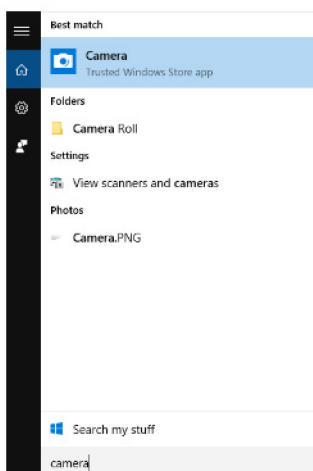 Best match
Camera
Trusted Windows Store app
Folders
Camera Roll
Settings
View scanners and cameras
Photos
Camera.PNG
Search my stuff
camera